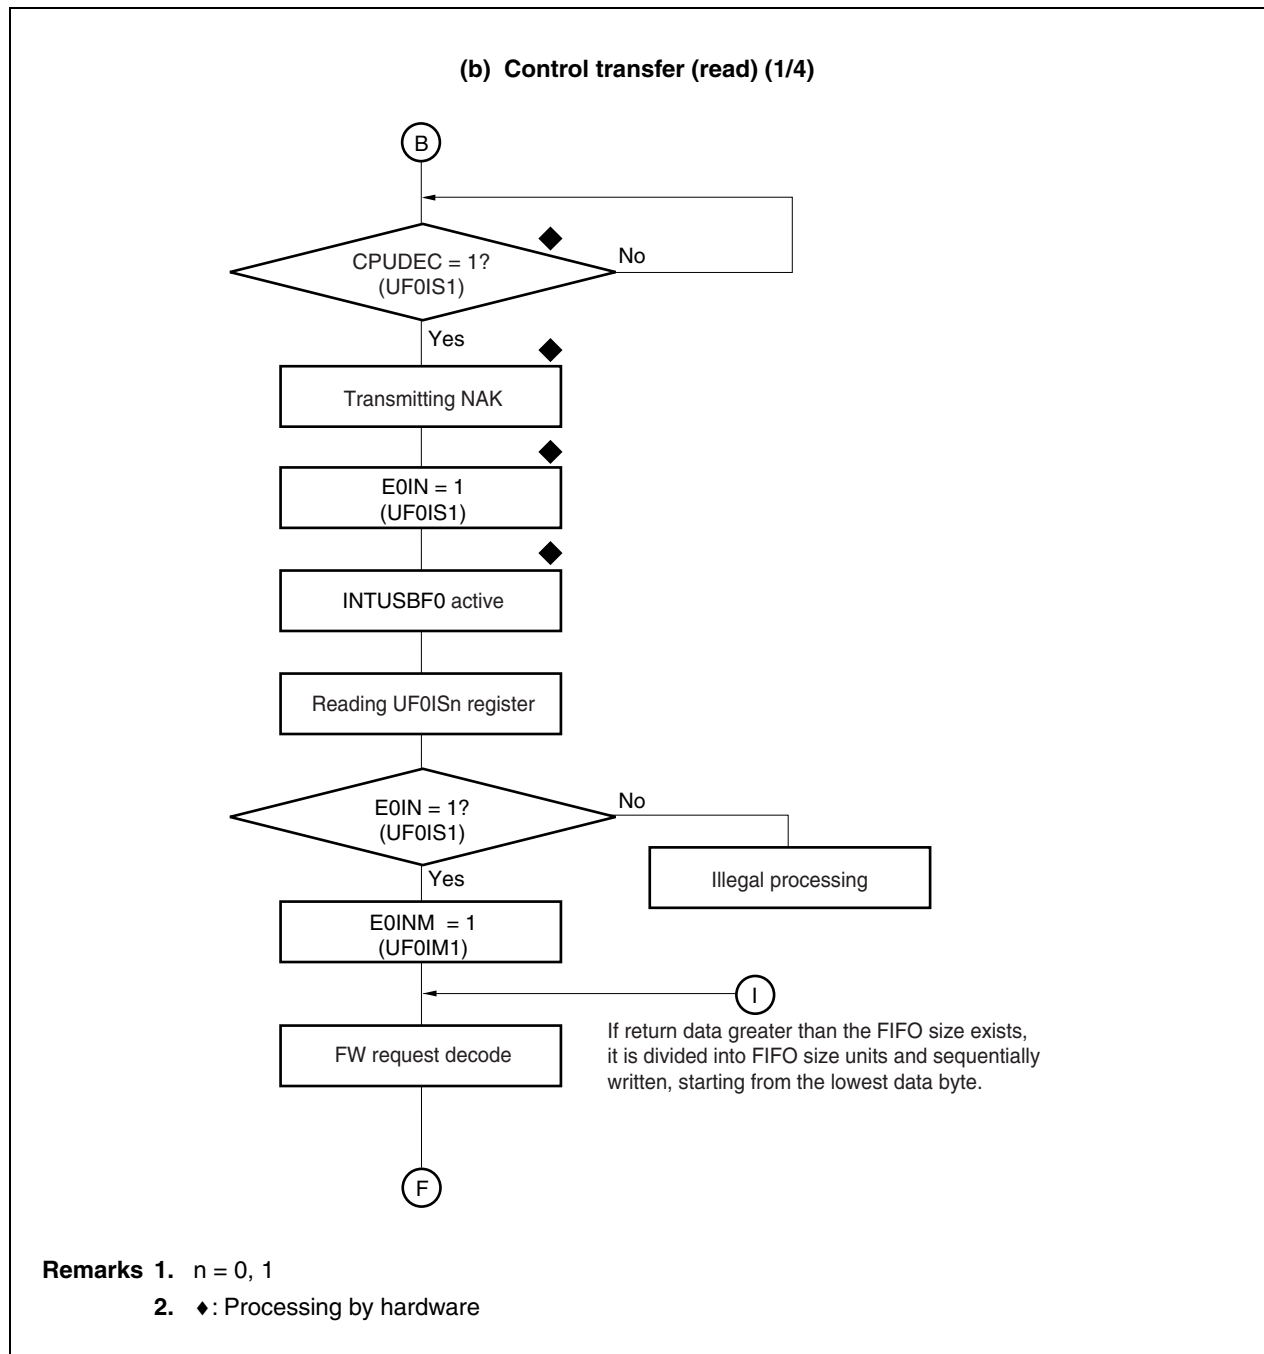 (b) Control transfer (read) (1/4)
B
CPUDEC = 1?
(UF0IS1)
No
Yes
Transmitting NAK
E0IN = 1
(UF0IS1)
INTUSBF0 active
Reading UF0ISn register
E0IN = 1?
(UF0IS1)
No
Illegal processing
Yes
E0INM = 1
(UF0IM1)
I
If return data greater than the FIFO size exists,
it is divided into FIFO size units and sequentially
written, starting from the lowest data byte.
FW request decode
F
Remarks 1. n = 0, 1
2. ♦: Processing by hardware